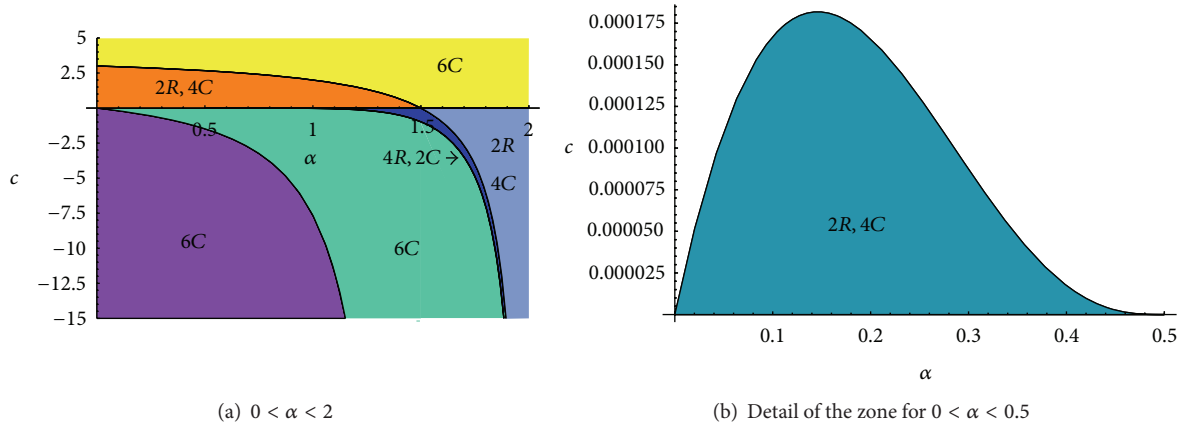 5
2.5
−2.5
−5
−7.5
−10
−12.5
−15
c
0.5
1
1.5
2
α
6C
2R, 4C
4R, 2C
2R
4C
6C
6C
(a) 0 < α < 2
0.000175
0.000150
0.000125
0.000100
0.000075
0.000050
0.000025
c
2R, 4C
0.1
0.2
0.3
0.4
0.5
α
(b) Detail of the zone for 0 < α < 0.5